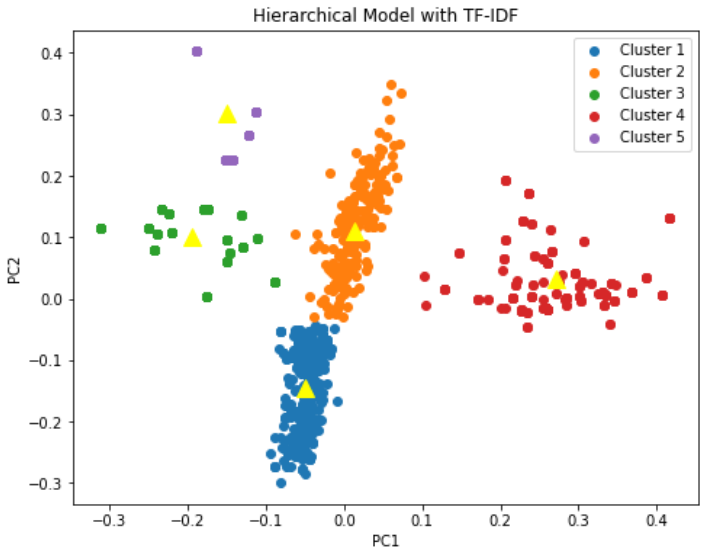 Hierarchical Model with TF-IDF
Cluster 1
Cluster 2
Cluster 3
Cluster 4
Cluster 5
0.4
0.3
0.2
0.1
0.0
−0.1
−0.2
−0.3
PC2
−0.3 −0.2 −0.1 0.0 0.1 0.2 0.3 0.4
PC1